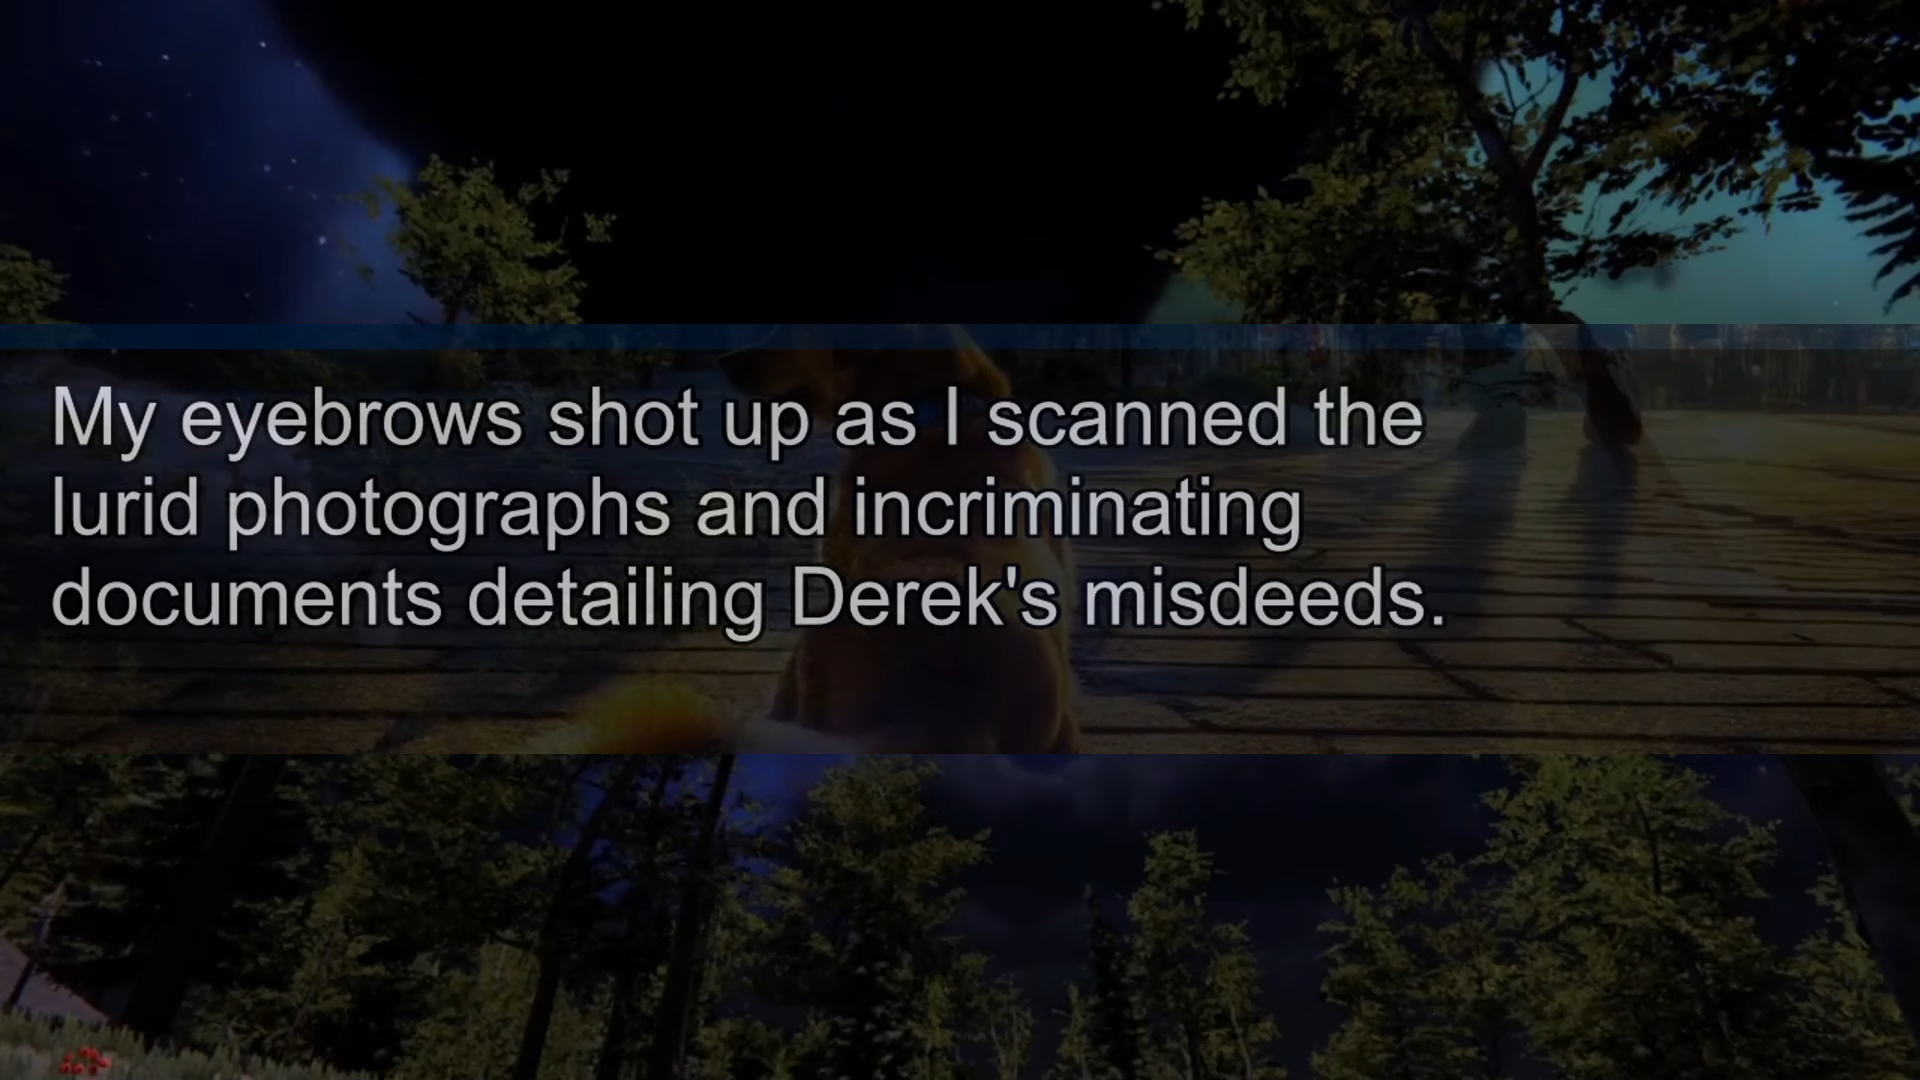 My eyebrows shot up as I scanned the
lurid photographs and incriminating
documents detailing Derek's misdeeds.